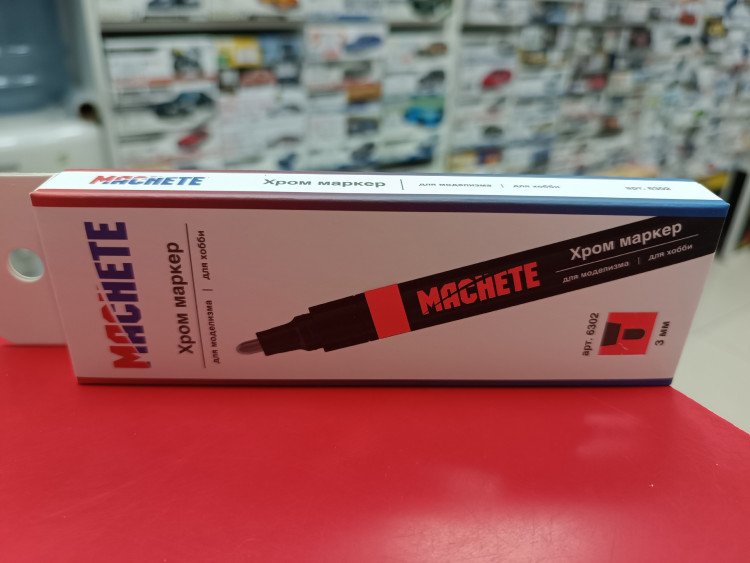 MACHETE
Хром маркер | для моделизма | для хобби
арт. 6302
MACHETE
Хром маркер
для моделизма | для хобби
MACHETE
Хром маркер
для моделизма | для хобби
арт. 6302
3 мм